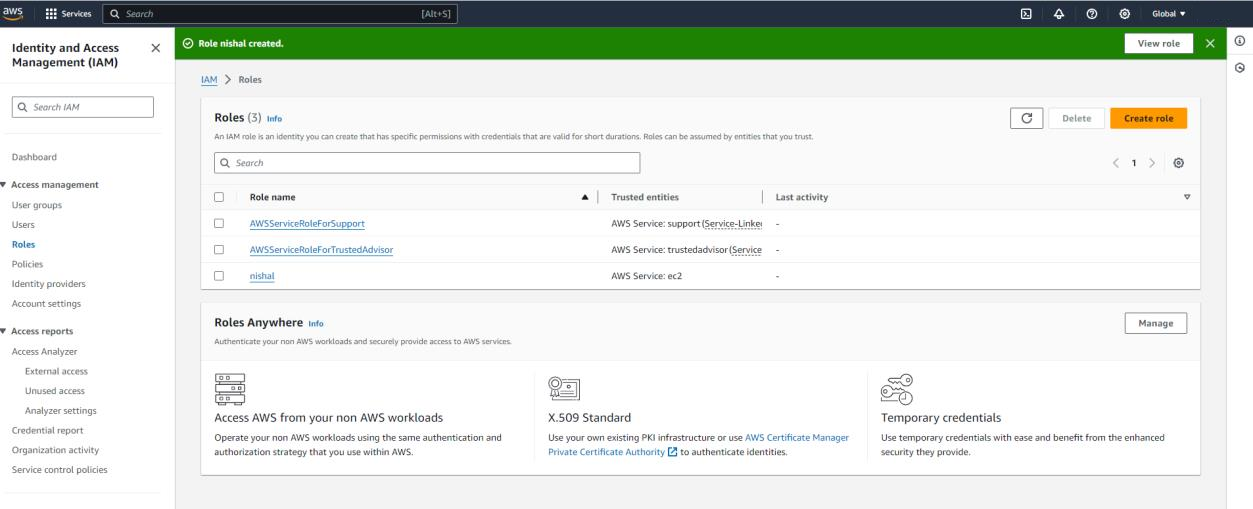 aws Services Search [Alt+S] Global ▼
Identity and Access Management (IAM)
Search IAM
Dashboard
Access management
User groups
Users
Roles
Policies
Identity providers
Account settings
Access reports
Access Analyzer
External access
Unused access
Analyzer settings
Credential report
Organization activity
Service control policies
Role nishal created. View role
IAM > Roles
Roles (3) Info Delete Create role
An IAM role is an identity you can create that has specific permissions with credentials that are valid for short durations. Roles can be assumed by entities that you trust.
Search 1
Role name Trusted entities Last activity
AWSServiceRoleForSupport AWS Service: support (Service-Linked -
AWSServiceRoleForTrustedAdvisor AWS Service: trustedadvisor (Service -
nishal AWS Service: ec2 -
Roles Anywhere Info Manage
Authenticate your non AWS workloads and securely provide access to AWS services.
Access AWS from your non AWS workloads
Operate your non AWS workloads using the same authentication and
authorization strategy that you use within AWS.
X.509 Standard
Use your own existing PKI infrastructure or use AWS Certificate Manager
Private Certificate Authority to authenticate identities.
Temporary credentials
Use temporary credentials with ease and benefit from the enhanced
security they provide.